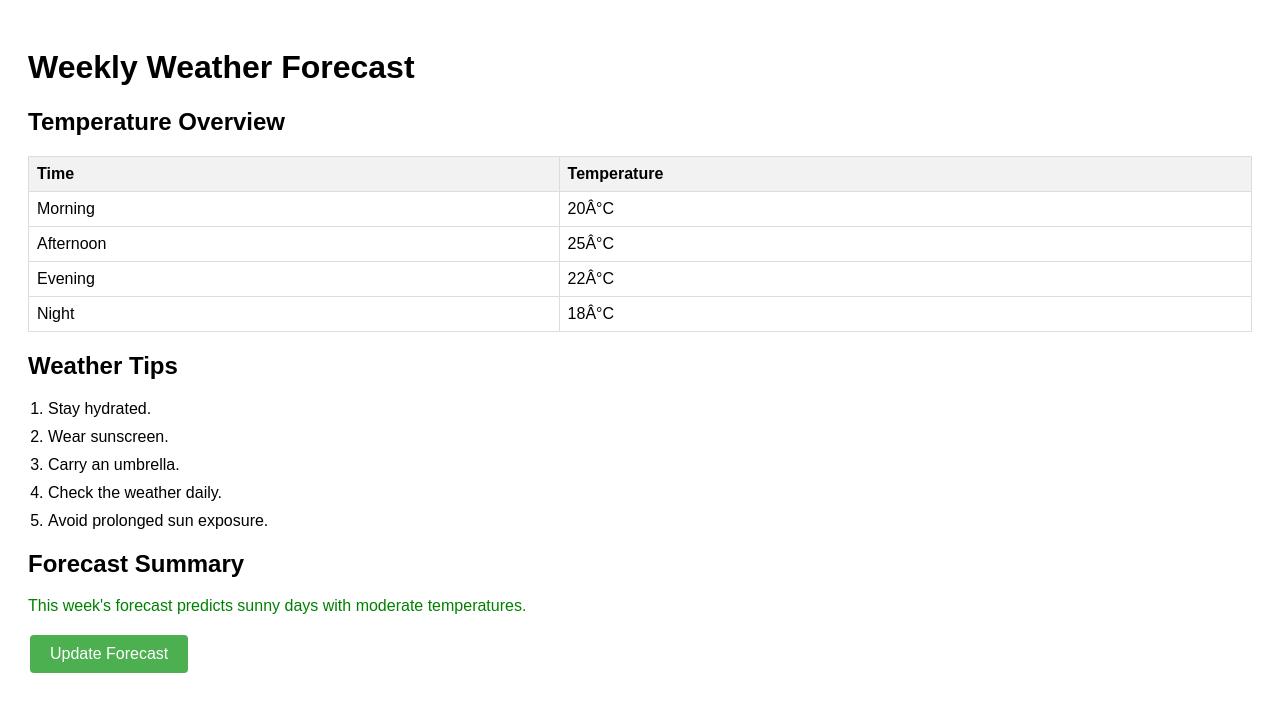 Weekly Weather Forecast
Temperature Overview
Time Temperature
Morning 20Â°C
Afternoon 25Â°C
Evening 22Â°C
Night 18Â°C
Weather Tips
1. Stay hydrated.
2. Wear sunscreen.
3. Carry an umbrella.
4. Check the weather daily.
5. Avoid prolonged sun exposure.
Forecast Summary
This week's forecast predicts sunny days with moderate temperatures.
Update Forecast